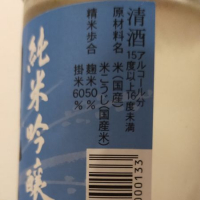 清酒
アルコール分
15度以上16度未満
原材料名 米(国産)
米こうじ(国産米)
精米歩合 麹米50%
掛米60%
純米吟醸
000133